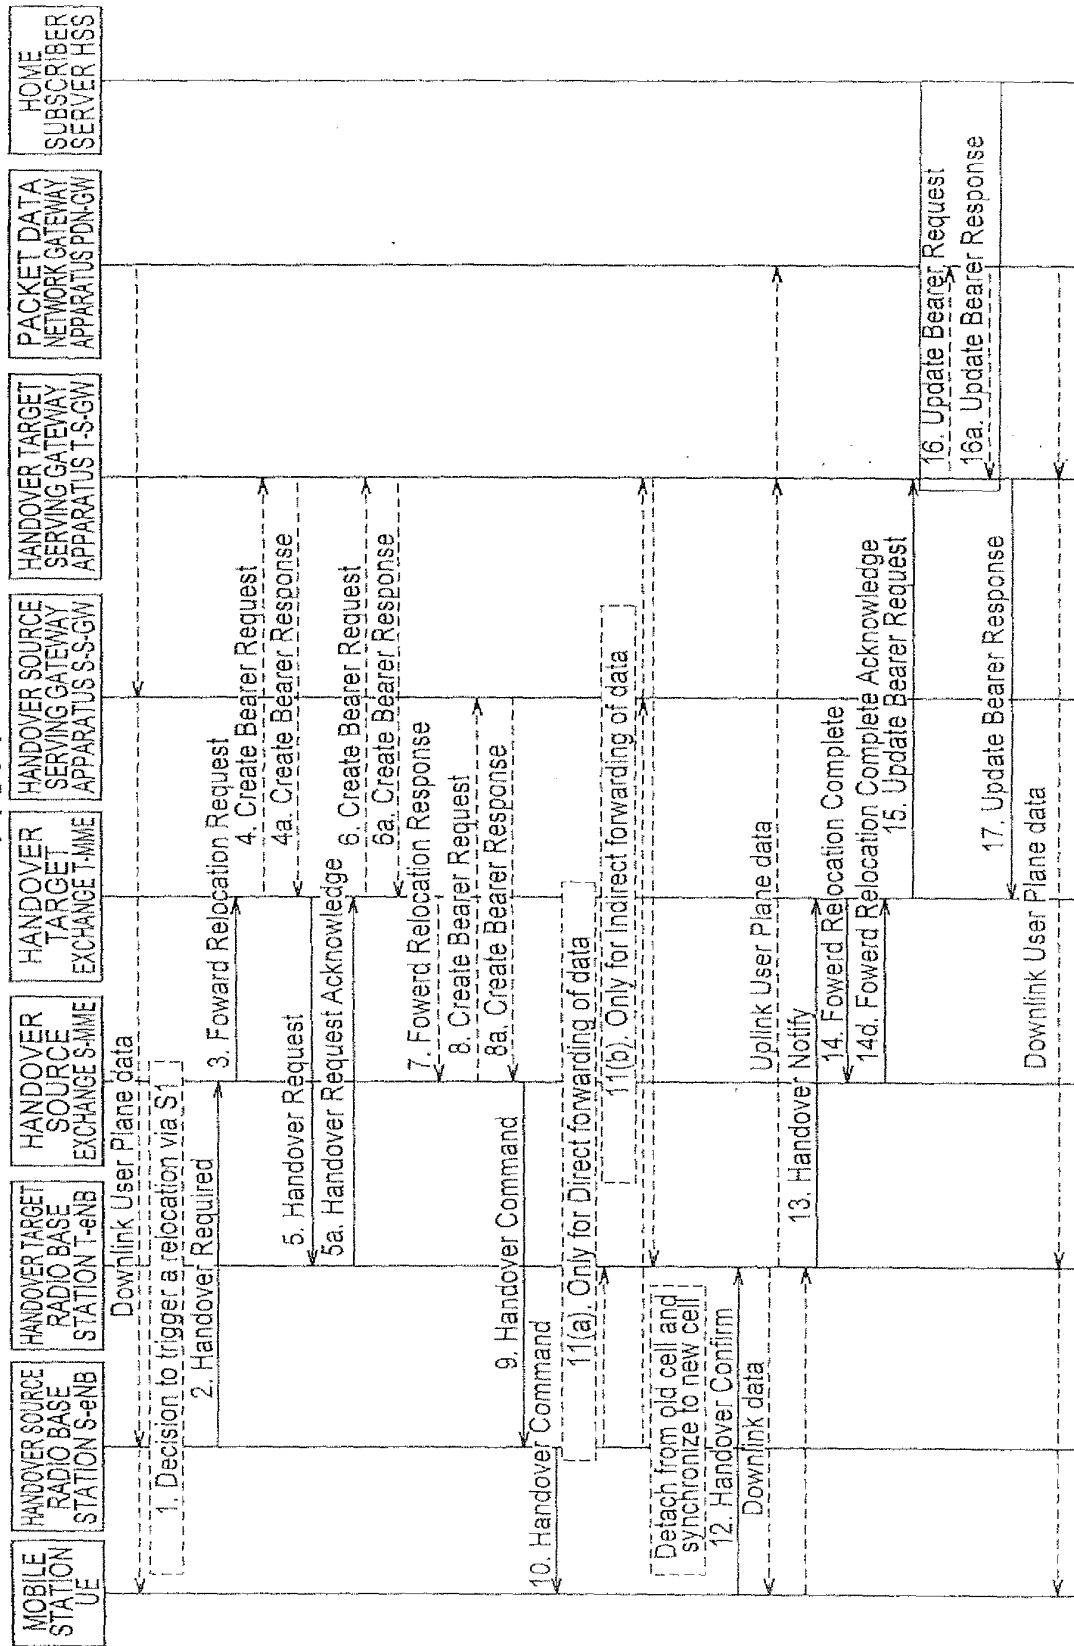 MOBILE
STATION
UE
HANDOVER SOURCE
RADIO BASE
STATION S-eNB
HANDOVER TARGET
RADIO BASE
STATION T-eNB
HANDOVER
SOURCE
EXCHANGE S-MME
HANDOVER
TARGET
EXCHANGE T-MME
HANDOVER SOURCE
SERVING GATEWAY
APPARATUS S-S-GW
HANDOVER TARGET
SERVING GATEWAY
APPARATUS T-S-GW
PACKET DATA
NETWORK GATEWAY
APPARATUS PDN-GW
HOME
SUBSCRIBER
SERVER HSS
Downlink User Plane data
1. Decision to trigger a relocation via S1
2. Handover Required
3. Foward Relocation Request
4. Create Bearer Request
4a. Create Bearer Response
5. Handover Request
5a. Handover Request Acknowledge
6. Create Bearer Request
6a. Create Bearer Response
7. Fowerd Relocation Response
8. Create Bearer Request
8a. Create Bearer Response
9. Handover Command
10. Handover Command
11(a). Only for Direct forwarding of data
11(b). Only for Indirect forwarding of data
Detach from old cell and
synchronize to new cell
12. Handover Confirm
Downlink data
Uplink User Plane data
13. Handover Notify
14. Fowerd Relocation Complete
14d. Fowerd Relocation Complete Acknowledge
15. Update Bearer Request
16. Update Bearer Request
16a. Update Bearer Response
17. Update Bearer Response
Downlink User Plane data